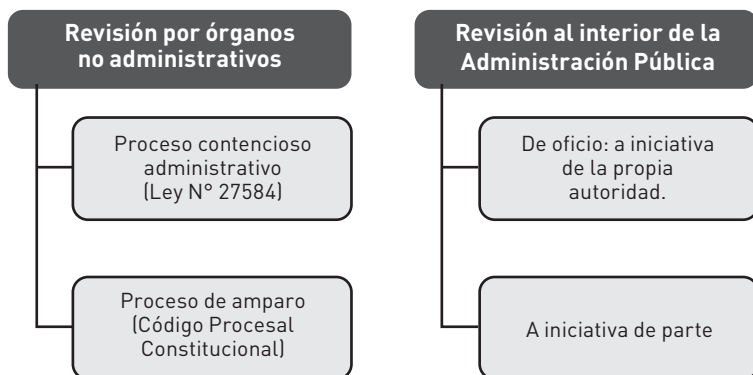 Revisión por órganos
no administrativos
Proceso contencioso
administrativo
(Ley N° 27584)
Proceso de amparo
(Código Procesal
Constitucional)
Revisión al interior de la
Administración Pública
De oficio: a iniciativa
de la propia
autoridad.
A iniciativa de parte